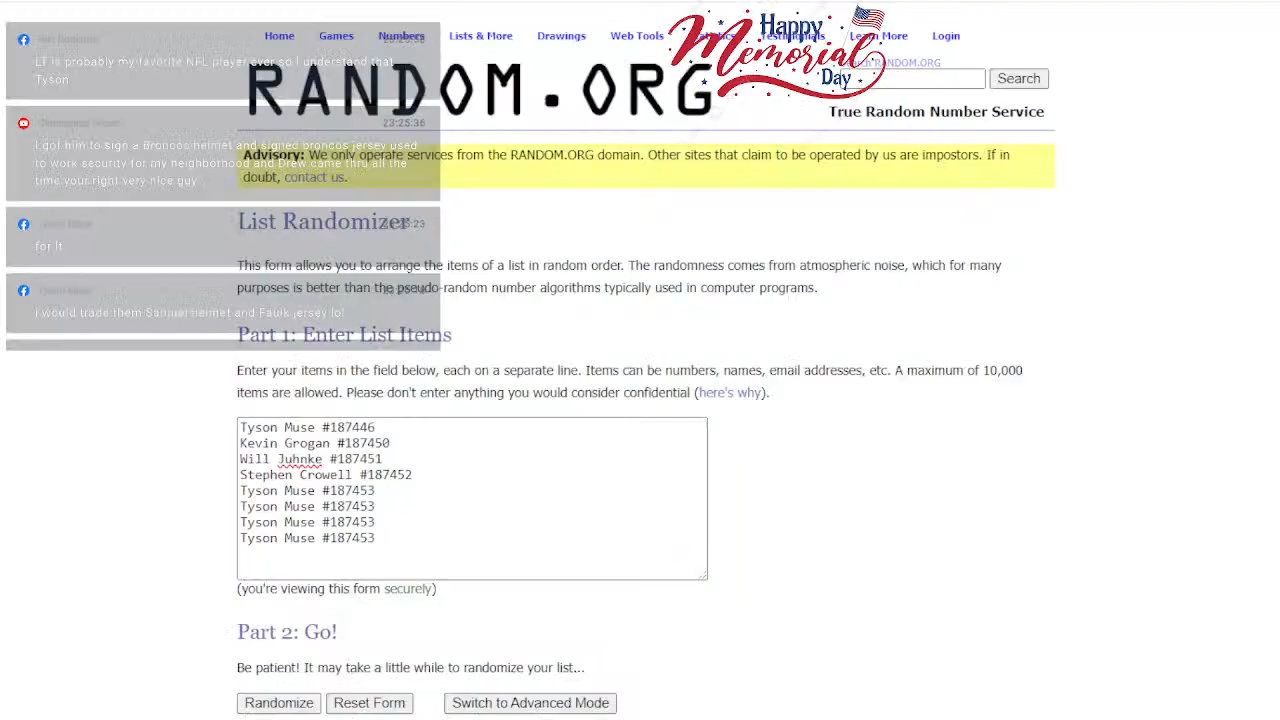 Home Games Numbers Lists & More Drawings Web Tools Statistics Testimonials Learn More Login
Happy
Memorial
Day
RANDOM.ORG
Search RANDOM.ORG
Search
True Random Number Service
Advisory: We only operate services from the RANDOM.ORG domain. Other sites that claim to be operated by us are impostors. If in
doubt, contact us.
LT is probably my favorite NFL player ever so I understand that
Tyson
23:25:36
I got him to sign a Broncos helmet and signed broncos jersey used
to work security for my neighborhood and Drew came thru all the
time your right very nice guy
23:25:23
for lt
i would trade them Samuel helmet and Faulk jersey lol
List Randomizer
This form allows you to arrange the items of a list in random order. The randomness comes from atmospheric noise, which for many
purposes is better than the pseudo-random number algorithms typically used in computer programs.
Part 1: Enter List Items
Enter your items in the field below, each on a separate line. Items can be numbers, names, email addresses, etc. A maximum of 10,000
items are allowed. Please don't enter anything you would consider confidential (here's why).
Tyson Muse #187446
Kevin Grogan #187450
Will Juhnke #187451
Stephen Crowell #187452
Tyson Muse #187453
Tyson Muse #187453
Tyson Muse #187453
Tyson Muse #187453
(you're viewing this form securely)
Part 2: Go!
Be patient! It may take a little while to randomize your list...
Randomize Reset Form Switch to Advanced Mode